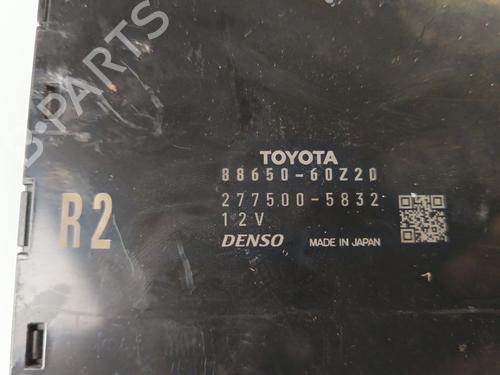 B-PARTS
TOYOTA
88650-60Z20
277500-5832
12V
R2
DENSO MADE IN JAPAN